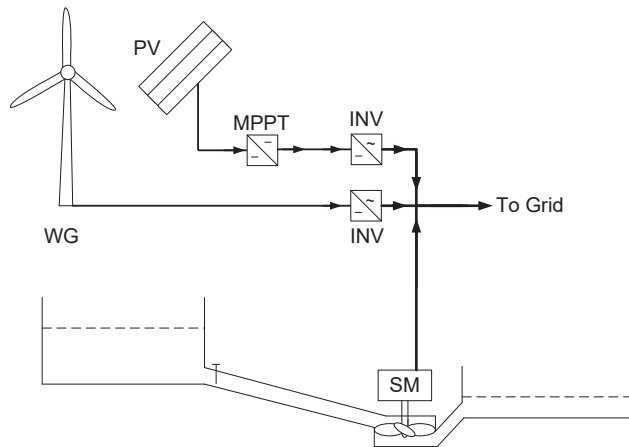 PV
MPPT
INV
To Grid
WG
INV
SM